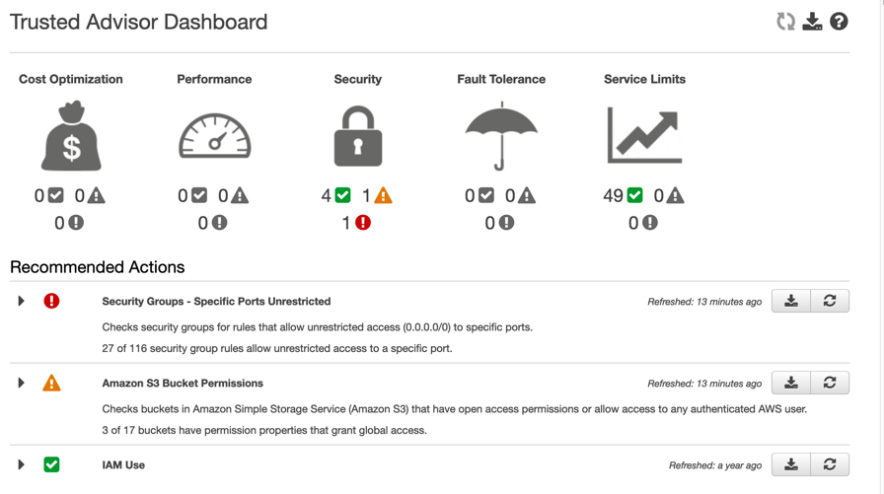 Trusted Advisor Dashboard
Cost Optimization Performance Security Fault Tolerance Service Limits
$
0 0 0 0 4 1 0 0 49 0
0 0 1 0 0
Recommended Actions
Security Groups - Specific Ports Unrestricted Refreshed: 13 minutes ago
Checks security groups for rules that allow unrestricted access (0.0.0.0/0) to specific ports.
27 of 116 security group rules allow unrestricted access to a specific port.
Amazon S3 Bucket Permissions Refreshed: 13 minutes ago
Checks buckets in Amazon Simple Storage Service (Amazon S3) that have open access permissions or allow access to any authenticated AWS user.
3 of 17 buckets have permission properties that grant global access.
IAM Use Refreshed: a year ago